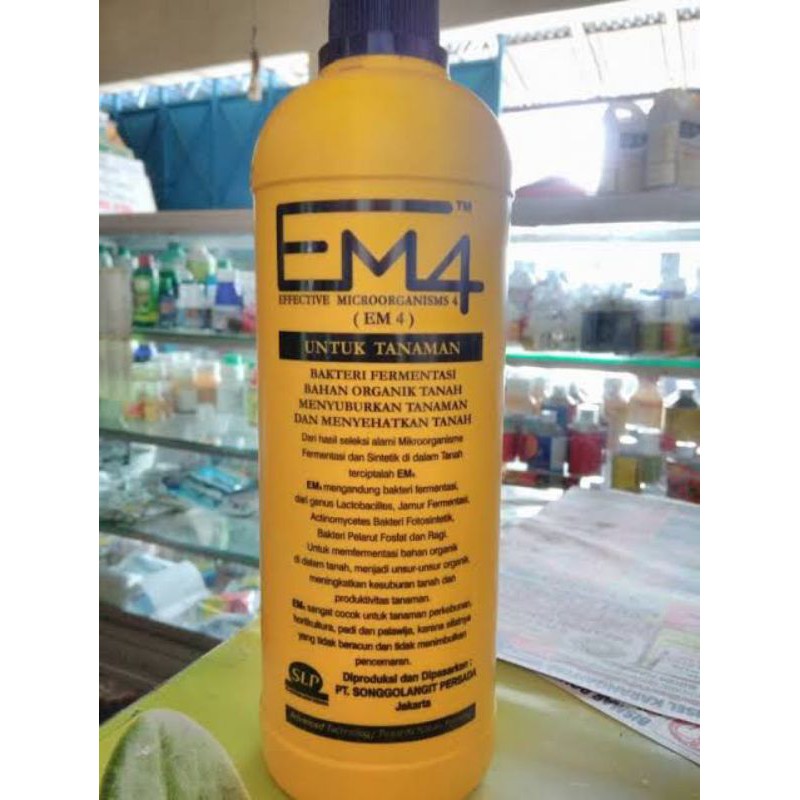 EM4 ™
EFFECTIVE MICROORGANISMS 4
( EM 4 )
UNTUK TANAMAN
BAKTERI FERMENTASI
BAHAN ORGANIK TANAH
MENYUBURKAN TANAMAN
DAN MENYEHATKAN TANAH
Dari hasil seleksi alami Mikroorganisme
Fermentasi dan Sintetik di dalam Tanah
terciptalah EM₄
EM₄ mengandung bakteri fermentasi,
dari genus Lactobacilles, Jamur Fermentasi,
Actinomycetes Bakteri Fotosintetik,
Bakteri Pelarut Fosfat dan Ragi.
Untuk memfermentasi bahan organik
di dalam tanah, menjadi unsur-unsur organik,
meningkatkan kesuburan tanah dan
produktivitas tanaman.
EM₄ sangat cocok untuk tanaman perkebunan,
hortikultura, padi dan palawija, karena sifatnya
yang tidak beracun dan tidak menimbulkan
pencemaran.
SLP
Diproduksi dan Dipasarkan :
PT. SONGGOLANGIT PERSADA
Jakarta
Advanced Technology